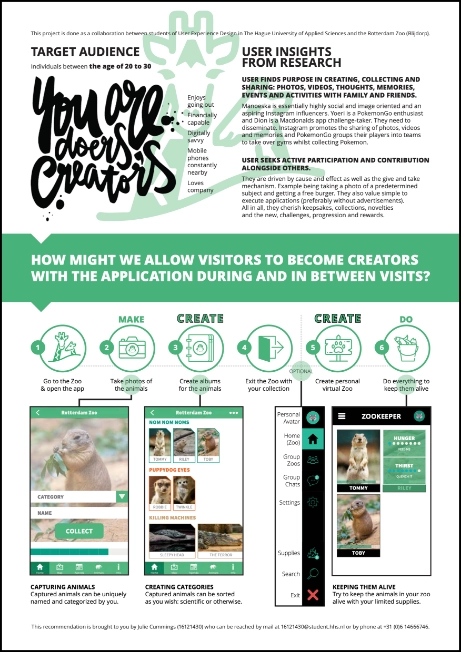 This project is done as a collaboration between students of User Experience Design in The Hague University of Applied Sciences and the Rotterdam Zoo (Blijdorp).
TARGET AUDIENCE
Individuals between the age of 20 to 30
You are doers Creators
Enjoys
going out
Financially
capable
Digitally
savvy
Mobile
phones
constantly
nearby
Loves
company
USER INSIGHTS
FROM RESEARCH
USER FINDS PURPOSE IN CREATING, COLLECTING AND
SHARING: PHOTOS, VIDEOS, THOUGHTS, MEMORIES,
EVENTS AND ACTIVITIES WITH FAMILY AND FRIENDS.
Manoeska is essentially highly social and image oriented and an
aspiring Instagram influencers. Yoeri is a PokemonGo enthusiast
and Dion is a Macdonalds app challenge-taker. They need to
disseminate. Instagram promotes the sharing of photos, videos
and memories and PokemonGo groups their players into teams
to take over gyms whilst collecting Pokemon.
USER SEEKS ACTIVE PARTICIPATION AND CONTRIBUTION
ALONGSIDE OTHERS.
They are driven by cause and effect as well as the give and take
mechanism. Example being taking a photo of a predetermined
subject and getting a free burger. They also value simple to
execute applications (preferably without advertisements).
All in all, they cherish keepsakes, collections, novelties
and the new, challenges, progression and rewards.
HOW MIGHT WE ALLOW VISITORS TO BECOME CREATORS
WITH THE APPLICATION DURING AND IN BETWEEN VISITS?
MAKE
CREATE
CREATE
DO
1
2
3
4
5
6
Go to the Zoo
& open the app
Take photos of
the animals
Create albums
for the animals
Exit the Zoo with
your collection
OPTIONAL
Create personal
virtual Zoo
Do everything to
keep them alive
Rotterdam Zoo
CATEGORY
NAME
COLLECT
Rotterdam Zoo
NOM NOM NOMS
TOMMY
RILEY
TOBY
PUPPYDOG EYES
TWINKLE
KILLING MACHINES
SLEEPY HEAD
Personal
Avatar
Home
(Zoo)
Group
Zoos
Group
Chats
Settings
Supplies
Search
Exit
ZOOKEEPER
TOMMY
HUNGER
THIRST
RILEY
TOBY
CAPTURING ANIMALS
Captured animals can be uniquely
named and categorized by you.
CREATING CATEGORIES
Captured animals can be sorted
as you wish: scientific or otherwise.
KEEPING THEM ALIVE
Try to keep the animals in your zoo
alive with your limited supplies.
This recommendation is brought to you by Julie Cummings (16121430) who can be reached by mail at 16121430@student.hhs.nl or by phone at +31 (0)6 14666746.